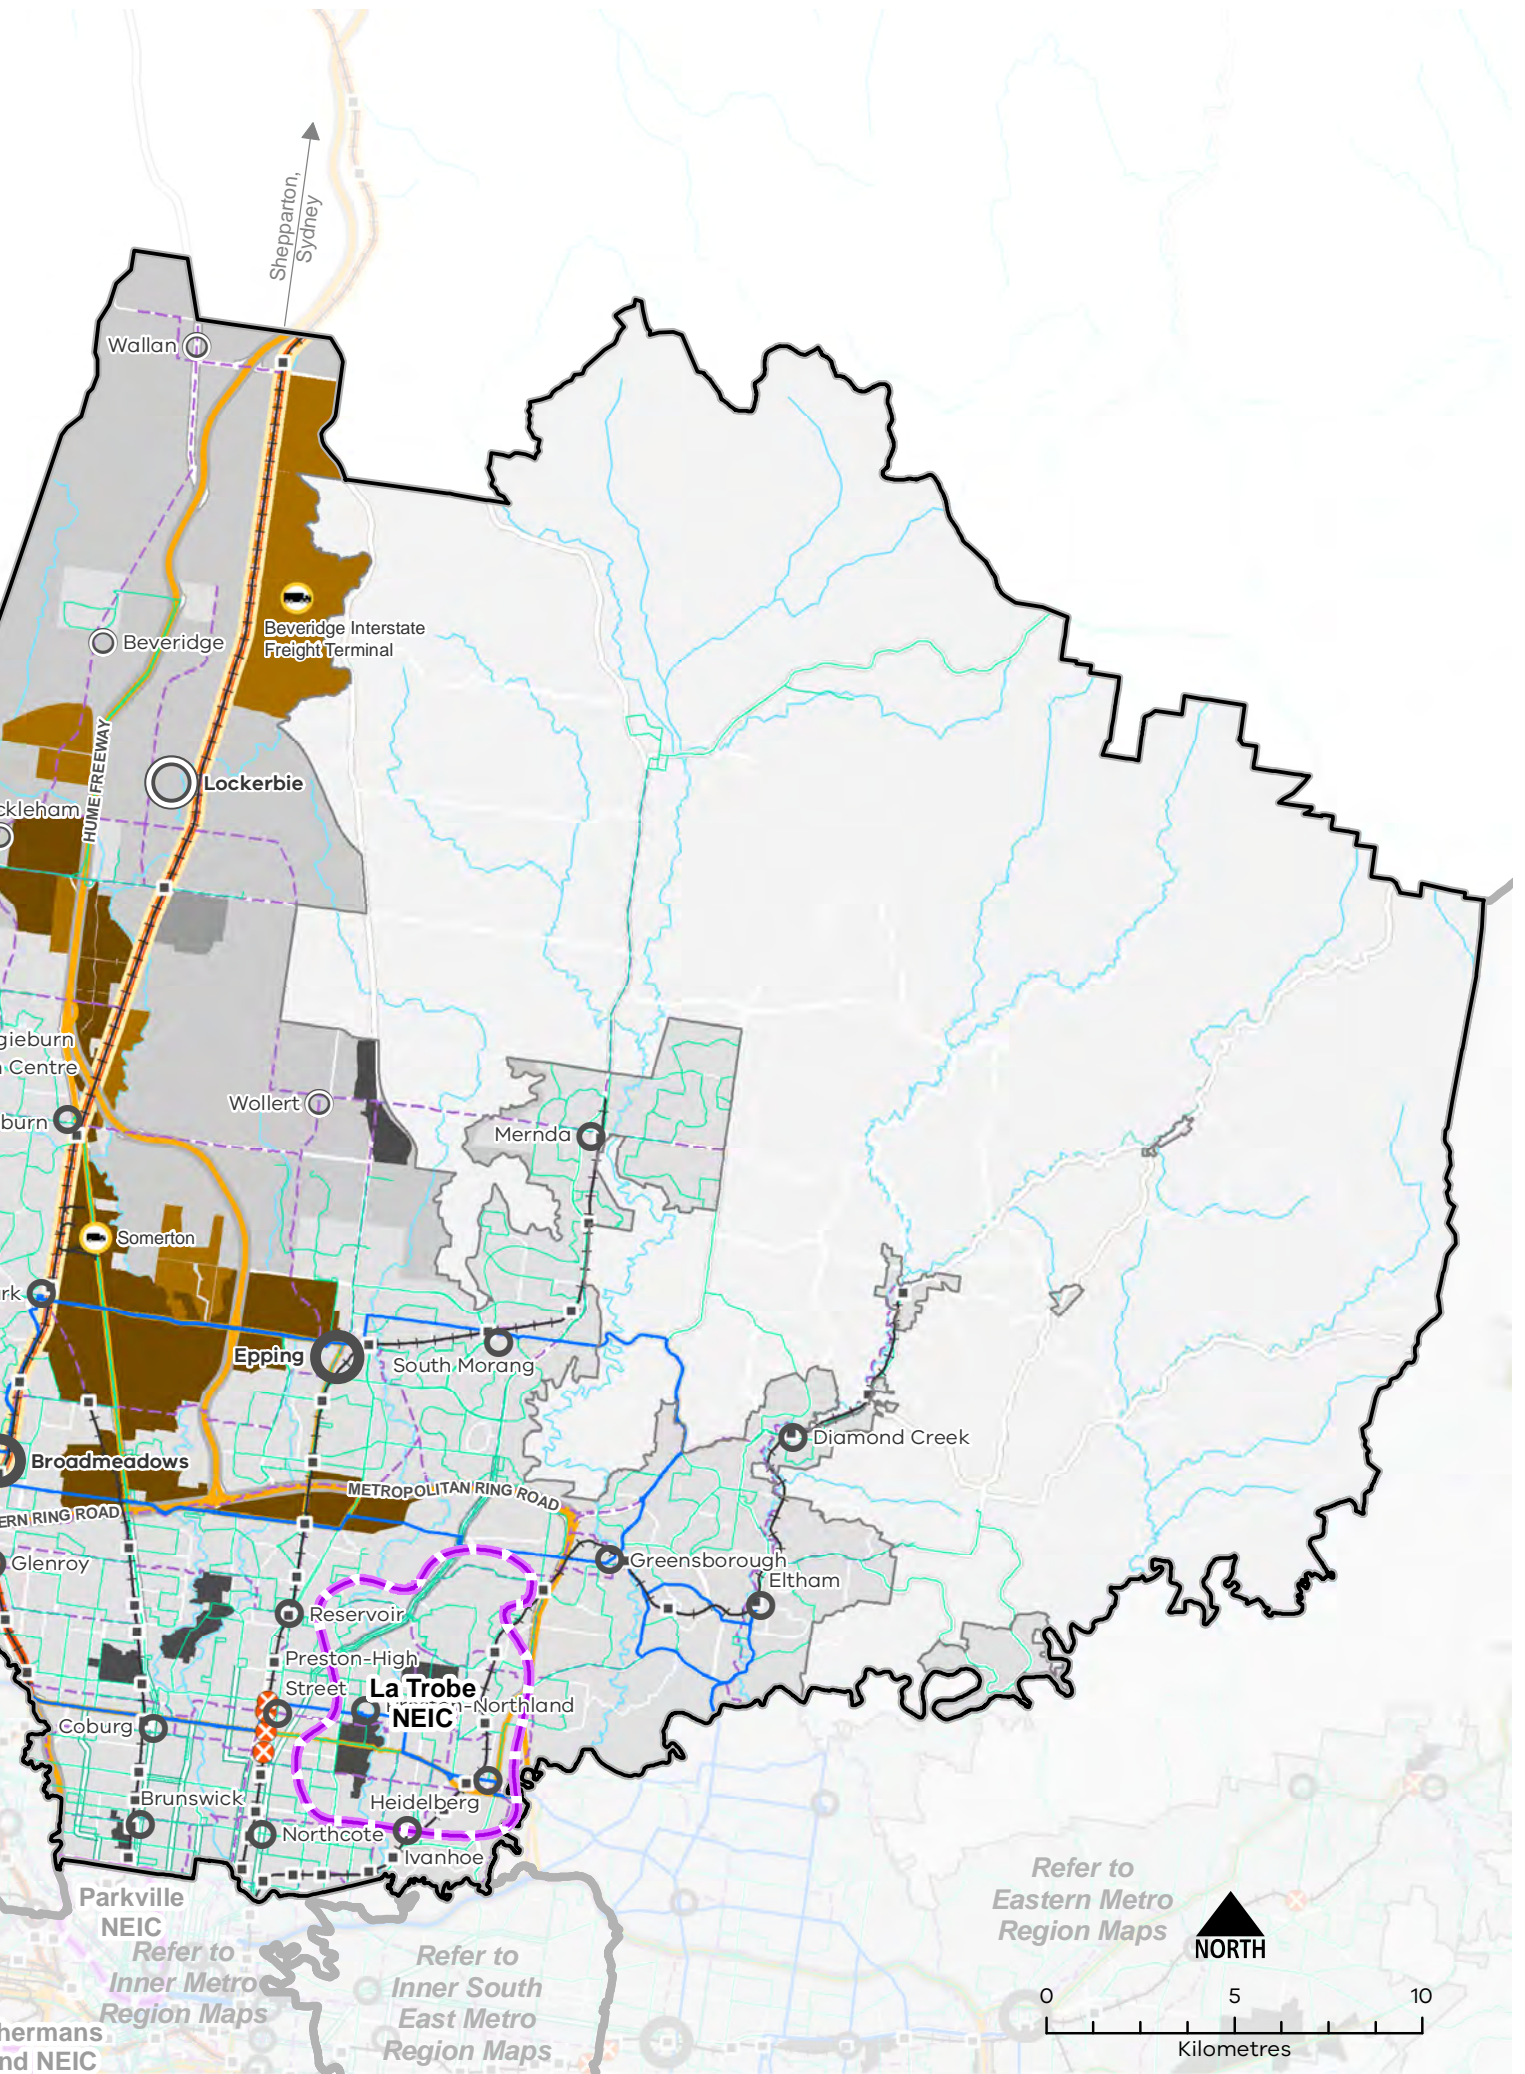 Shepparton,
Sydney
Wallan
Beveridge Interstate
Freight Terminal
Beveridge
HUME FREEWAY
Lockerbie
ckleham
gieburn
Centre
Wollert
burn
Mernda
Somerton
rk
Epping
South Morang
Diamond Creek
Broadmeadows
METROPOLITAN RING ROAD
ERN RING ROAD
Glenroy
Greensborough
Eltham
Reservoir
Preston-High
Street
La Trobe
NEIC
-Northland
Coburg
Brunswick
Heidelberg
Northcote
Ivanhoe
Parkville
NEIC
Refer to
Inner Metro
Region Maps
Refer to
Inner South
East Metro
Region Maps
Refer to
Eastern Metro
Region Maps
NORTH
hermans
nd NEIC
0 5 10
Kilometres